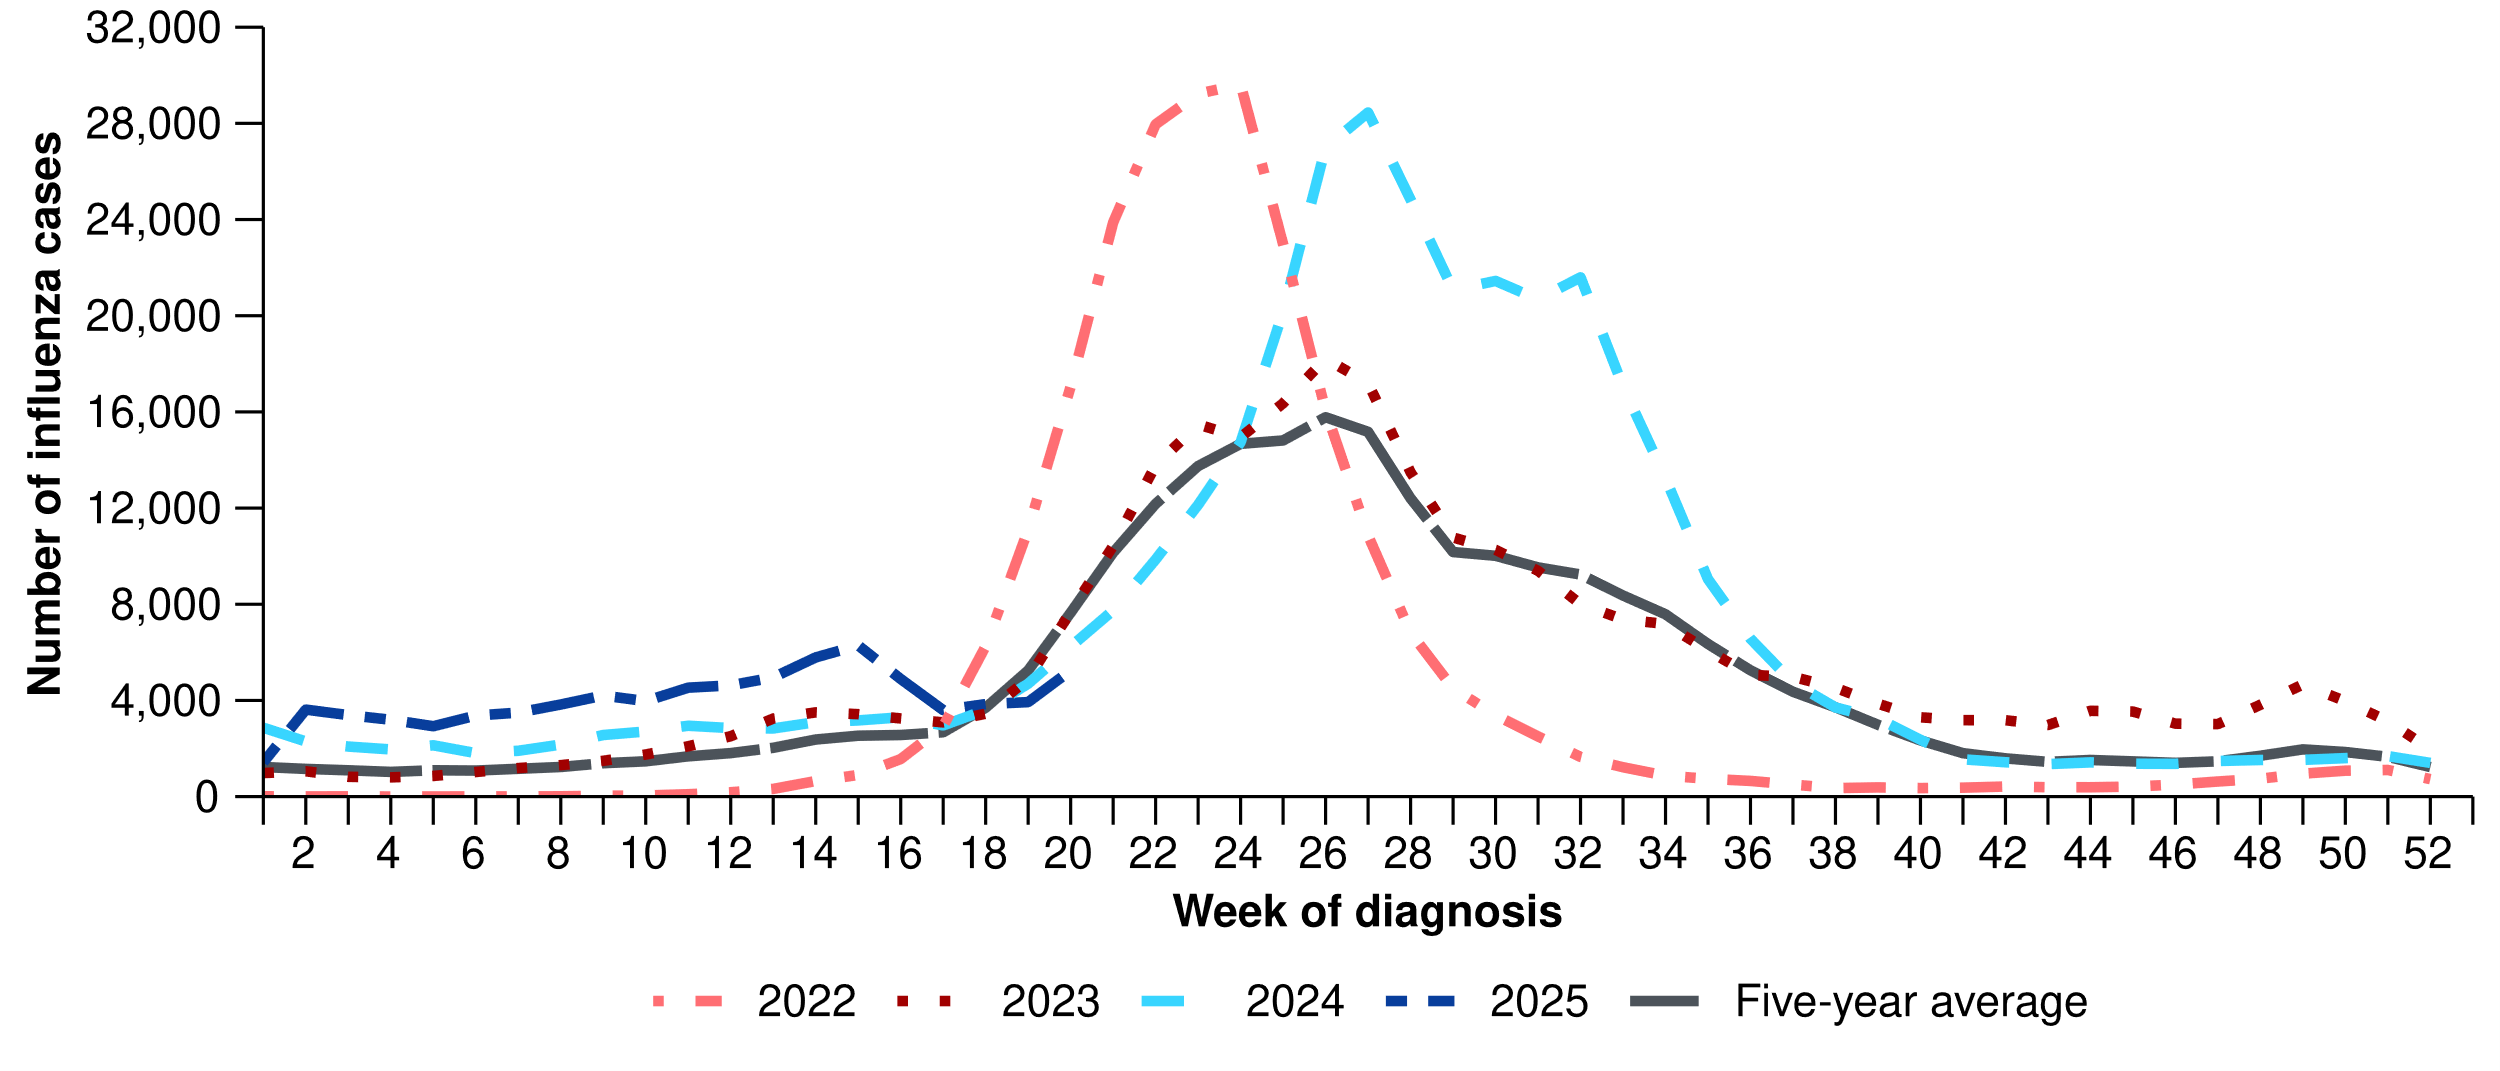 Number of influenza cases
32,000
28,000
24,000
20,000
16,000
12,000
8,000
4,000
0
2 4 6 8 10 12 14 16 18 20 22 24 26 28 30 32 34 36 38 40 42 44 46 48 50 52
Week of diagnosis
2022 2023 2024 2025 Five-year average